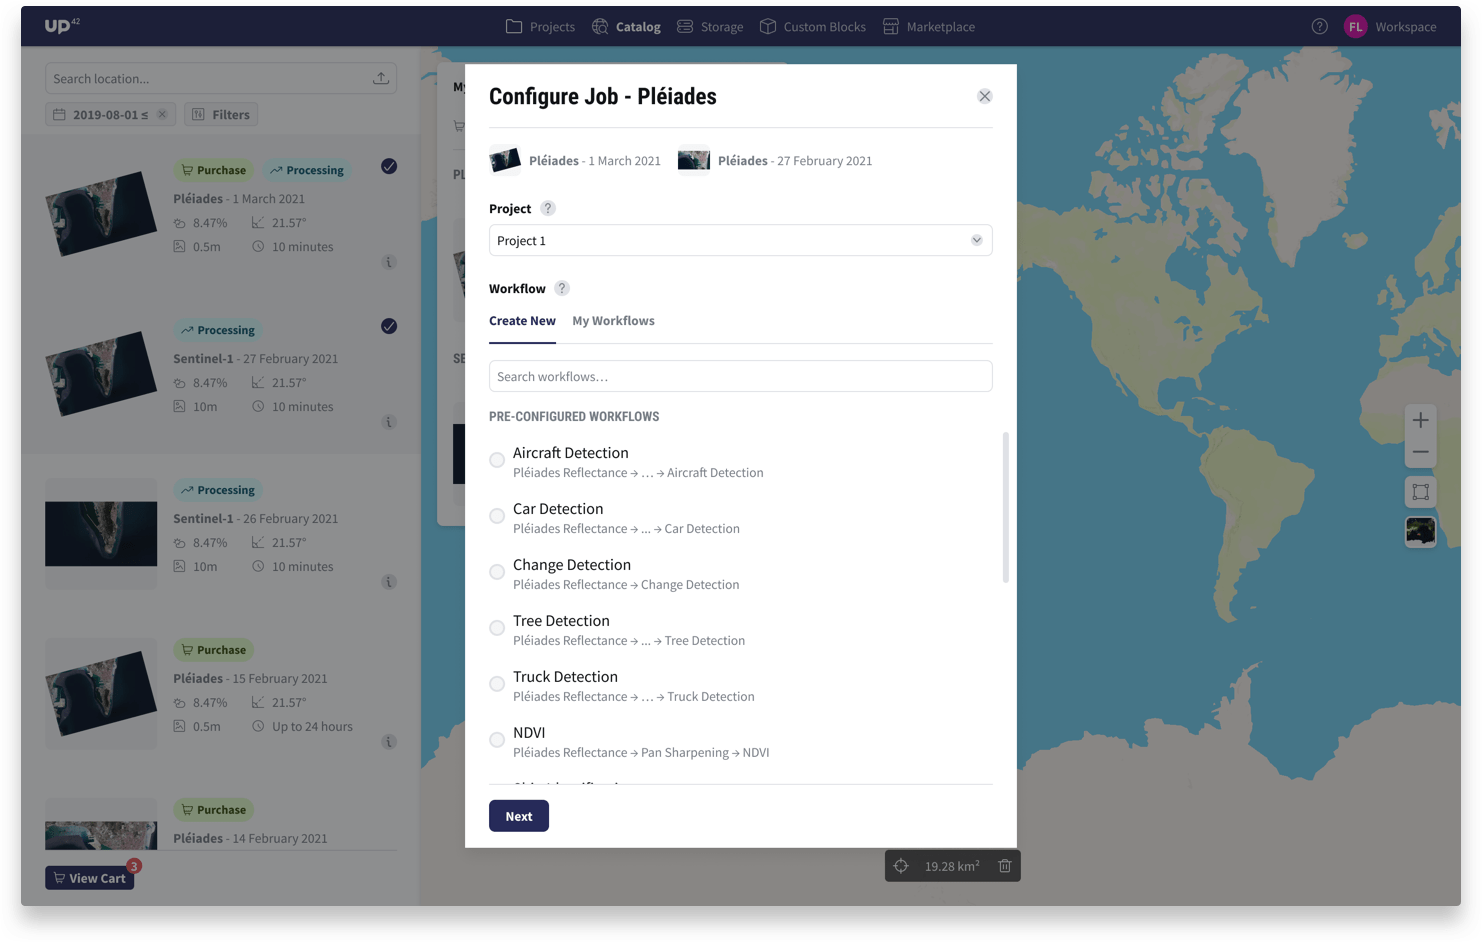 UP42
Projects
Catalog
Storage
Custom Blocks
Marketplace
FL
Workspace
Search location...
2019-08-01 ≤
Filters
Purchase
Processing
Pléiades - 1 March 2021
8.47%
21.57°
0.5m
10 minutes
Processing
Sentinel-1 - 27 February 2021
8.47%
21.57°
10m
10 minutes
Processing
Sentinel-1 - 26 February 2021
8.47%
21.57°
10m
10 minutes
Purchase
Pléiades - 15 February 2021
8.47%
21.57°
0.5m
Up to 24 hours
Purchase
Pléiades - 14 February 2021
View Cart
3
Configure Job - Pléiades
Pléiades - 1 March 2021
Pléiades - 27 February 2021
Project ?
Project 1
Workflow ?
Create New
My Workflows
Search workflows...
PRE-CONFIGURED WORKFLOWS
Aircraft Detection
Pléiades Reflectance → ... → Aircraft Detection
Car Detection
Pléiades Reflectance → ... → Car Detection
Change Detection
Pléiades Reflectance → Change Detection
Tree Detection
Pléiades Reflectance → ... → Tree Detection
Truck Detection
Pléiades Reflectance → ... → Truck Detection
NDVI
Pléiades Reflectance → Pan Sharpening → NDVI
Next
19.28 km²